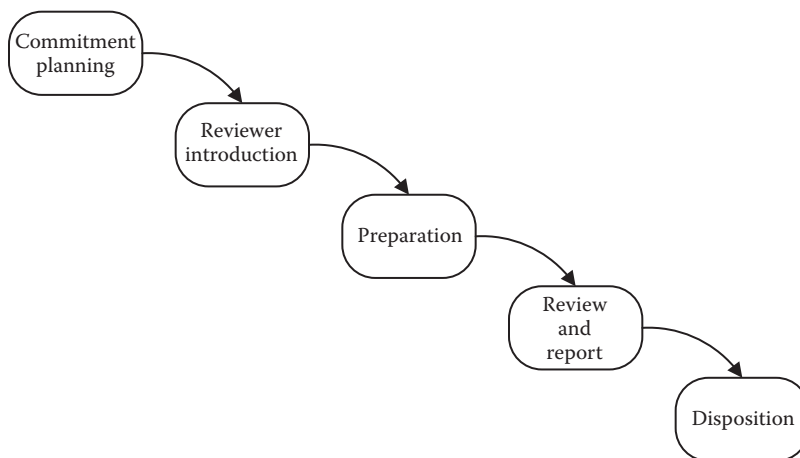 Commitment
planning
Reviewer
introduction
Preparation
Review
and
report
Disposition